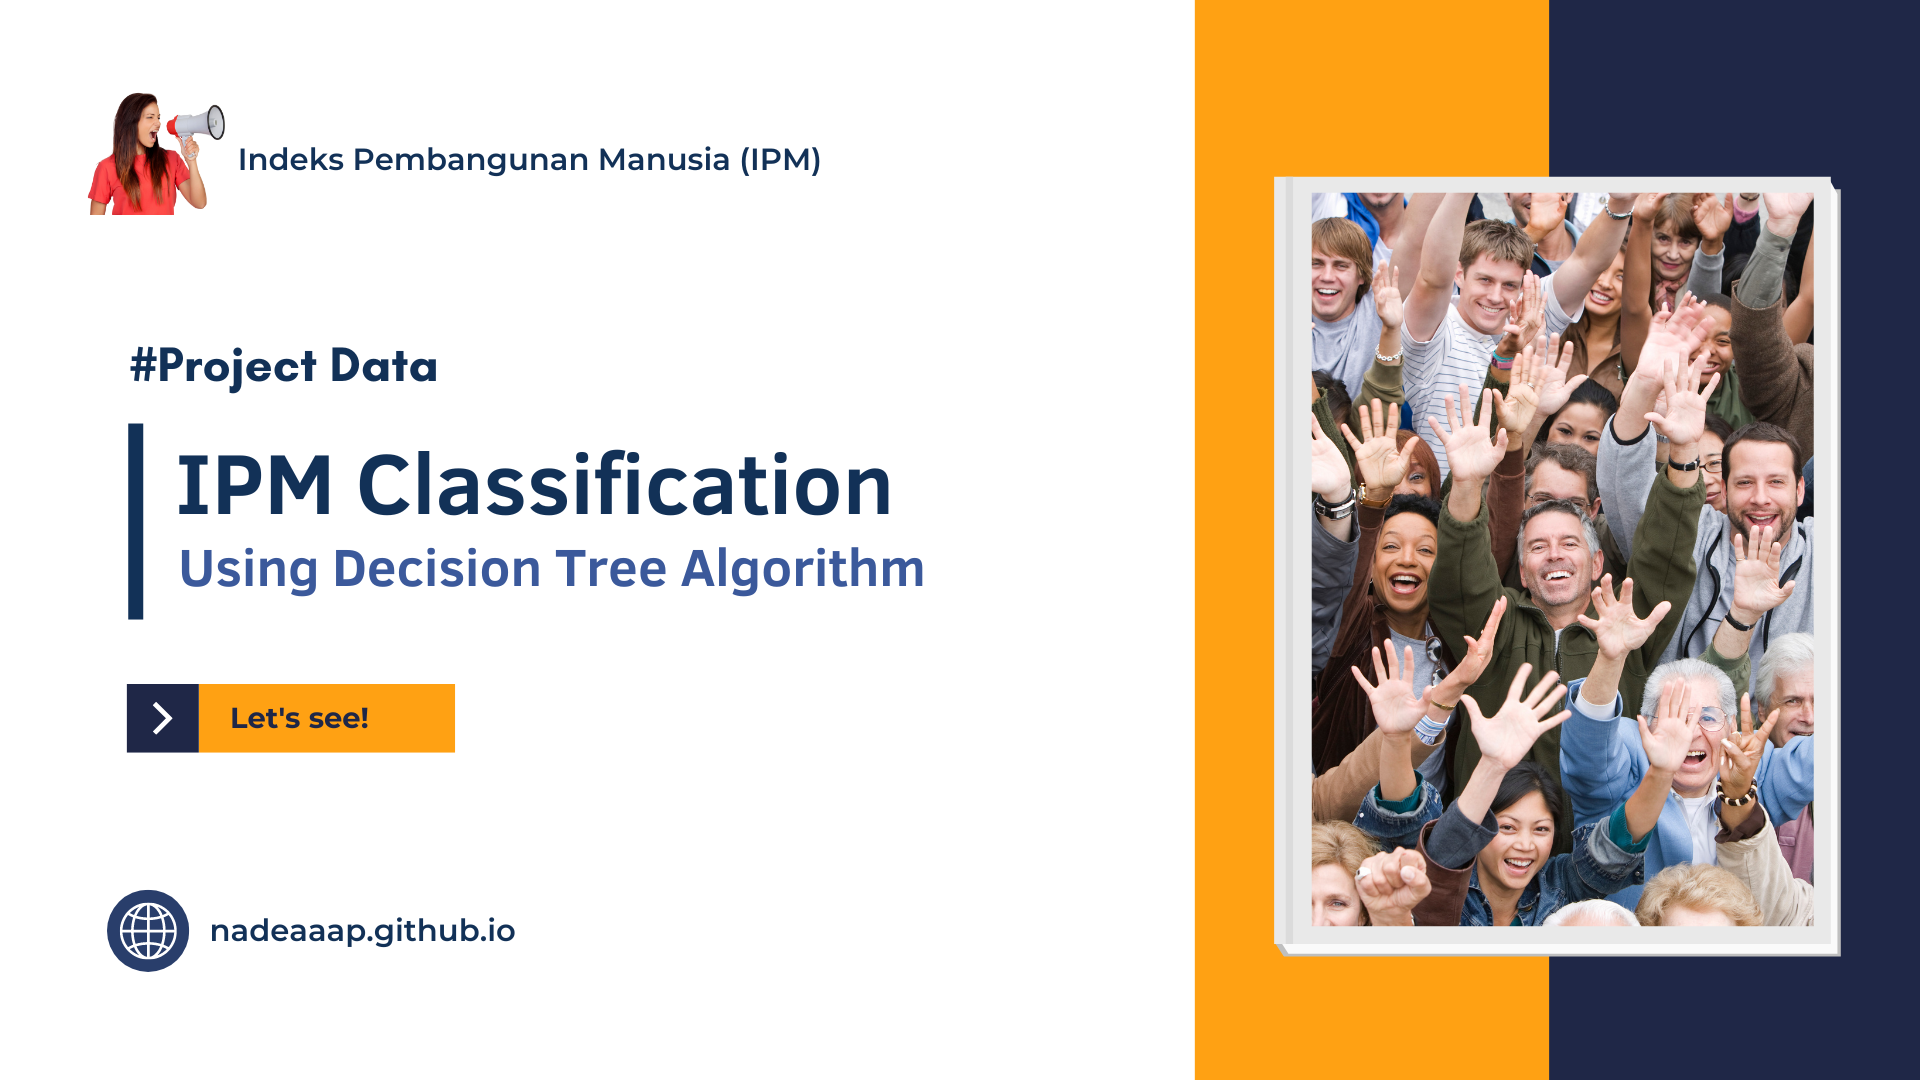 Indeks Pembangunan Manusia (IPM)
#Project Data
IPM Classification
Using Decision Tree Algorithm
Let's see!
nadeaaap.github.io